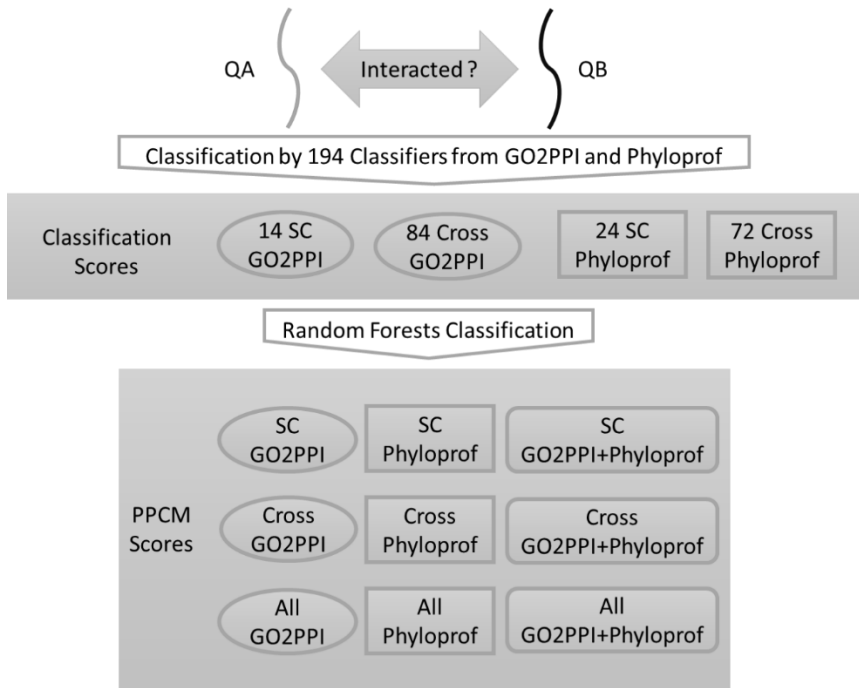 QA
Interacted ?
QB
Classification by 194 Classifiers from GO2PPI and Phyloprof
Classification
Scores
14 SC
GO2PPI
84 Cross
GO2PPI
24 SC
Phyloprof
72 Cross
Phyloprof
Random Forests Classification
PPCM
Scores
SC
GO2PPI
SC
Phyloprof
SC
GO2PPI+Phyloprof
Cross
GO2PPI
Cross
Phyloprof
Cross
GO2PPI+Phyloprof
All
GO2PPI
All
Phyloprof
All
GO2PPI+Phyloprof